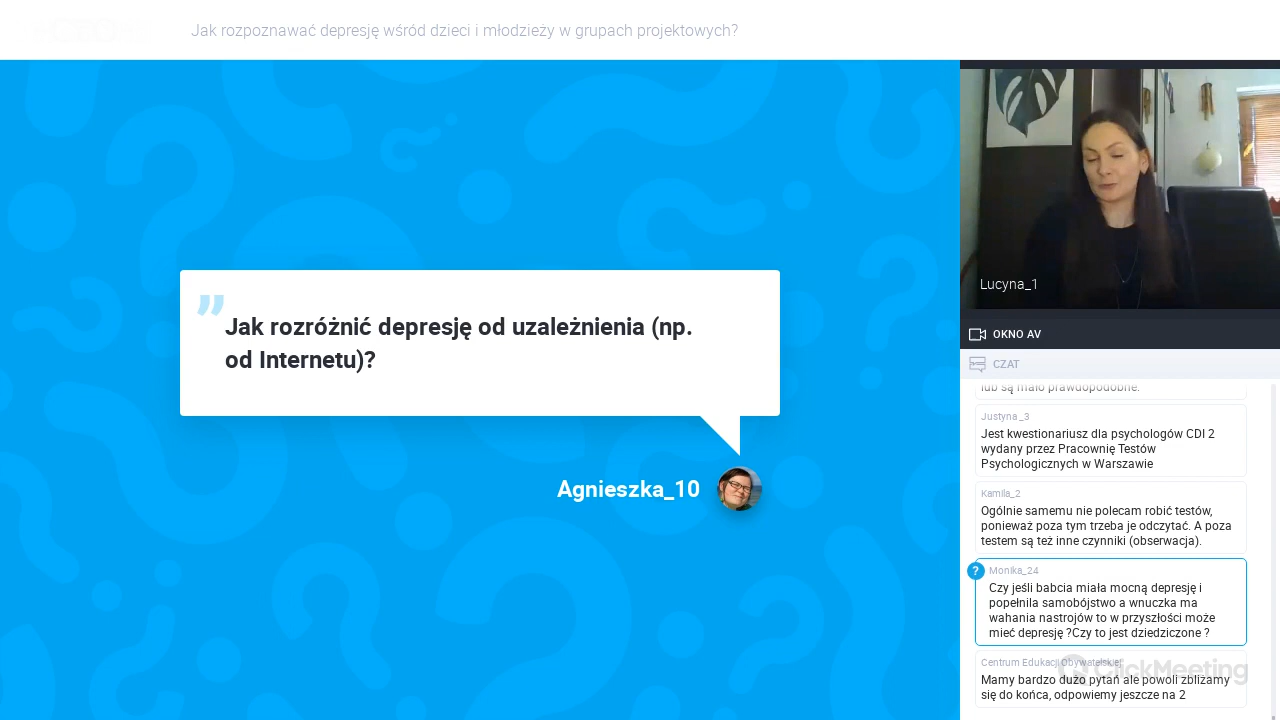 Jak rozpoznawać depresję wśród dzieci i młodzieży w grupach projektowych?
"
Jak rozróżnić depresję od uzależnienia (np.
od Internetu)?
Agnieszka_10
Lucyna_1
OKNO AV
CZAT
lub są mało prawdopodobne.
Justyna_3
Jest kwestionariusz dla psychologów CDI 2
wydany przez Pracownię Testów
Psychologicznych w Warszawie
Kamila_2
Ogólnie samemu nie polecam robić testów,
ponieważ poza tym trzeba je odczytać. A poza
testem są też inne czynniki (obserwacja).
?
Monika_24
Czy jeśli babcia miała mocną depresję i
popełnila samobójstwo a wnuczka ma
wahania nastrojów to w przyszłości może
mieć depresję ?Czy to jest dziedziczone ?
Centrum Edukacji Obywatelskiej
Mamy bardzo dużo pytań ale powoli zbliżamy
się do końca, odpowiemy jeszcze na 2
ClickMeeting